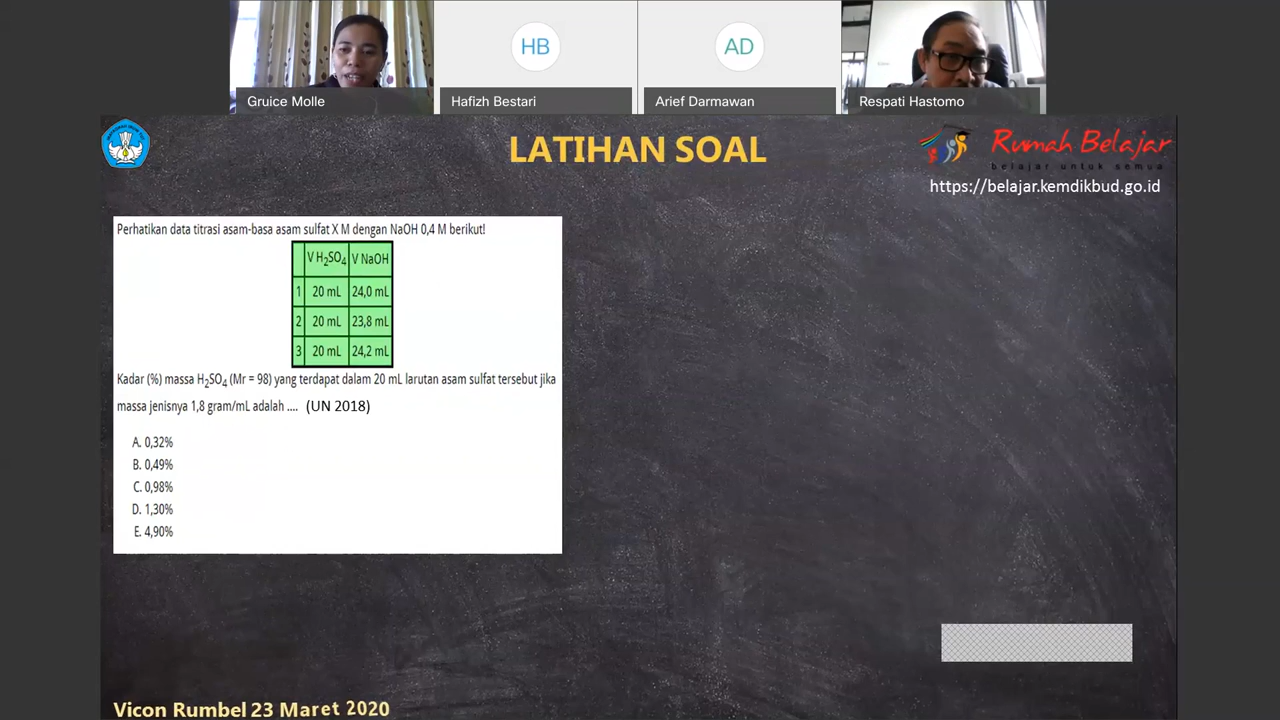 HB
AD
Gruice Molle
Hafizh Bestari
Arief Darmawan
Respati Hastomo
LATIHAN SOAL
Rumah Belajar
belajar untuk semua
https://belajar.kemdikbud.go.id
Perhatikan data titrasi asam-basa asam sulfat X M dengan NaOH 0,4 M berikut!
V H₂SO₄ V NaOH
1 20 mL 24,0 mL
2 20 mL 23,8 mL
3 20 mL 24,2 mL
Kadar (%) massa H₂SO₄ (Mr = 98) yang terdapat dalam 20 mL larutan asam sulfat tersebut jika
massa jenisnya 1,8 gram/mL adalah .... (UN 2018)
A. 0,32%
B. 0,49%
C. 0,98%
D. 1,30%
E. 4,90%
Vicon Rumbel 23 Maret 2020